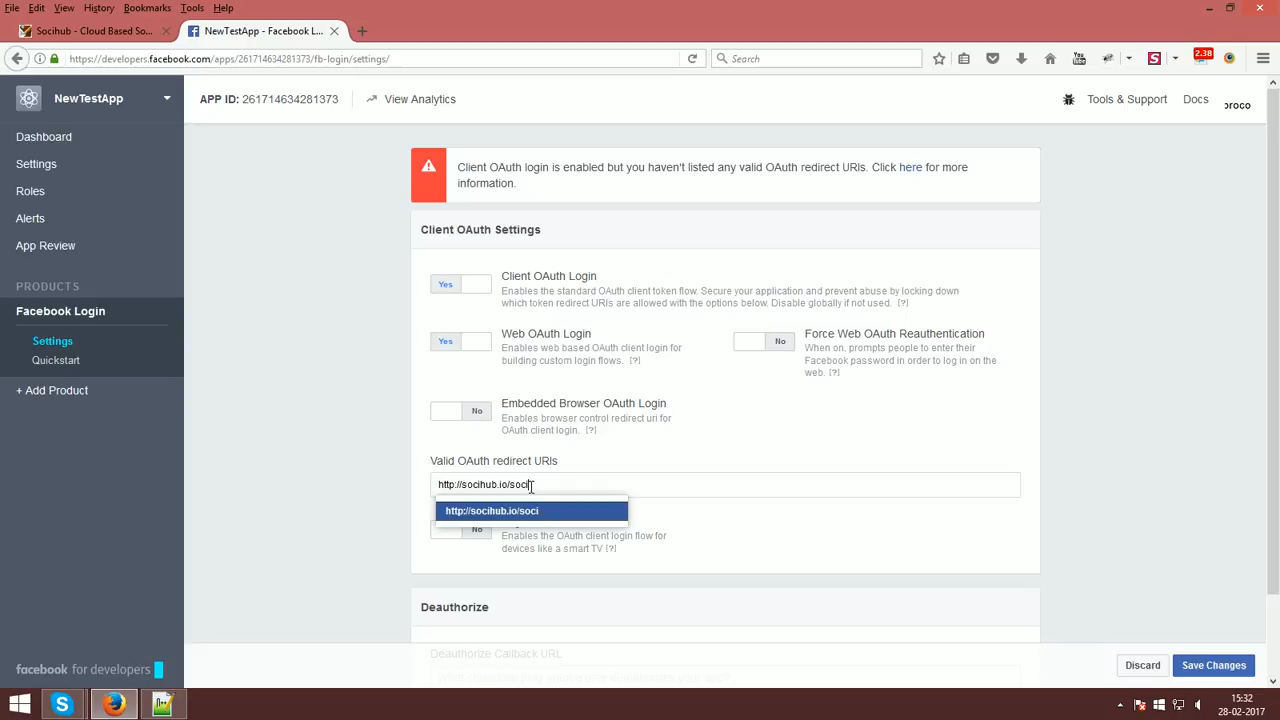 File Edit View History Bookmarks Tools Help
Socihub - Cloud Based So...
NewTestApp - Facebook L...
https://developers.facebook.com/apps/261714634281373/fb-login/settings/
Search
2.38
NewTestApp
APP ID: 261714634281373
View Analytics
Tools & Support
Docs
oroco
Dashboard
Settings
Roles
Alerts
App Review
PRODUCTS
Facebook Login
Settings
Quickstart
+ Add Product
facebook for developers
Client OAuth login is enabled but you haven't listed any valid OAuth redirect URIs. Click here for more
information.
Client OAuth Settings
Yes
Client OAuth Login
Enables the standard OAuth client token flow. Secure your application and prevent abuse by locking down
which token redirect URIs are allowed with the options below. Disable globally if not used. [?]
Yes
Web OAuth Login
Enables web based OAuth client login for
building custom login flows. [?]
No
Force Web OAuth Reauthentication
When on, prompts people to enter their
Facebook password in order to log in on the
web. [?]
No
Embedded Browser OAuth Login
Enables browser control redirect uri for
OAuth client login. [?]
Valid OAuth redirect URIs
http://socihub.io/soci
http://socihub.io/soci
No
Enables the OAuth client login flow for
devices like a smart TV [?]
Deauthorize
Deauthorize Callback URL
Discard
Save Changes
15:32
28-02-2017